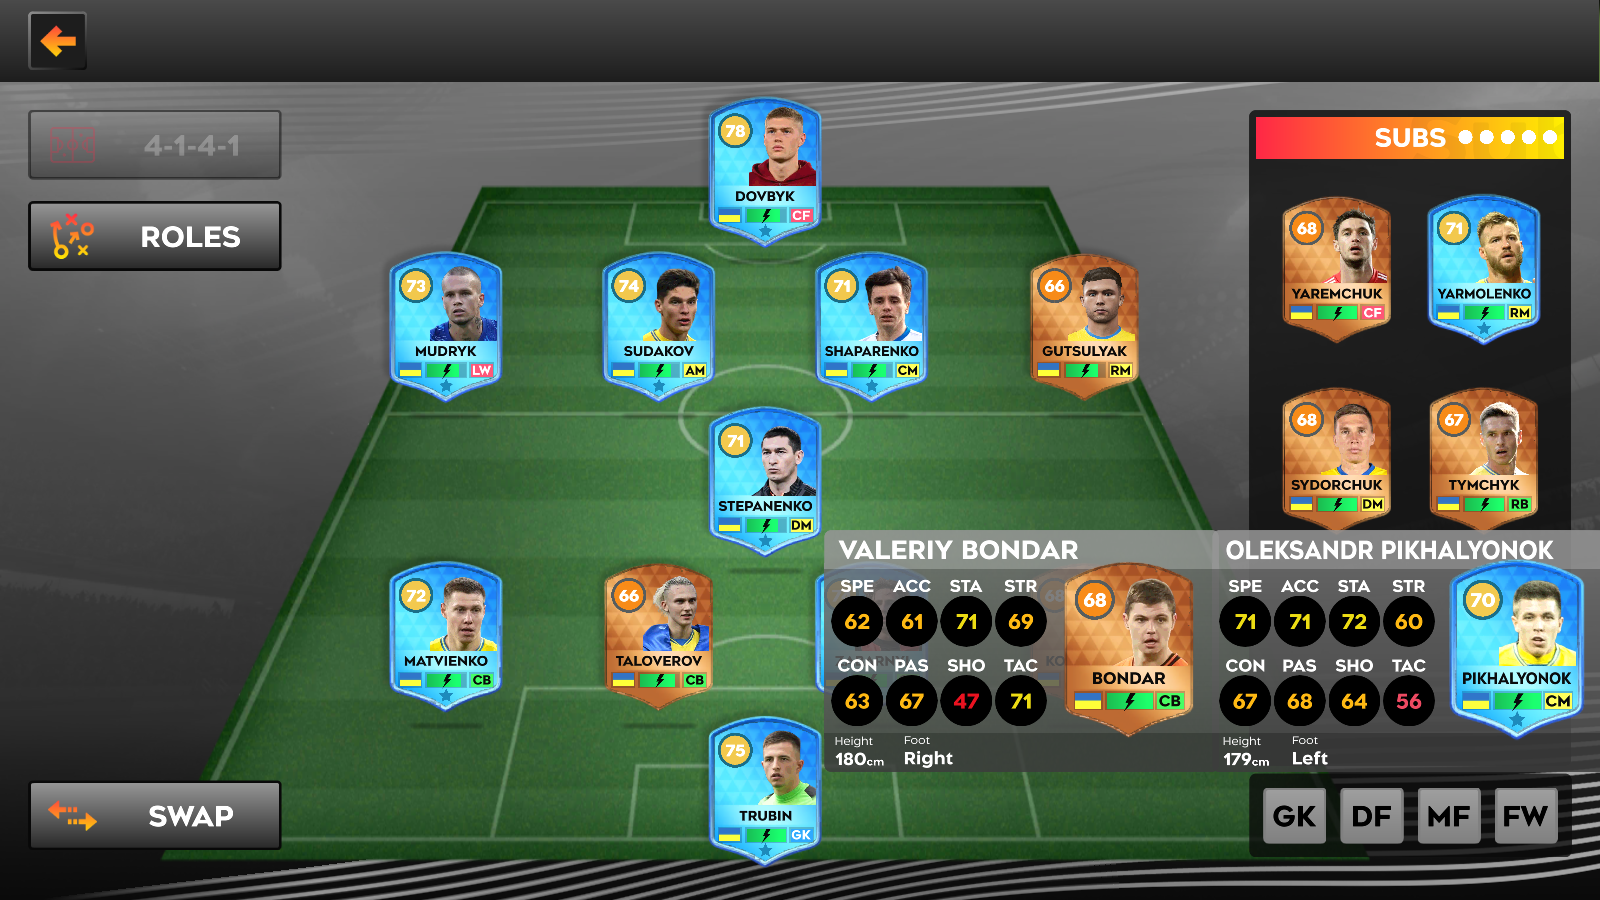 4-1-4-1
ROLES
SWAP
78
DOVBYK
CF
73
MUDRYK
LW
74
SUDAKOV
AM
71
SHAPARENKO
CM
66
GUTSULYAK
RM
71
STEPANENKO
DM
72
MATVIENKO
CB
66
TALOVEROV
CB
75
TRUBIN
GK
SUBS
68
YAREMCHUK
CF
71
YARMOLENKO
RM
68
SYDORCHUK
DM
67
TYMCHYK
RB
VALERIY BONDAR
SPE ACC STA STR
62 61 71 69
CON PAS SHO TAC
63 67 47 71
Height Foot
180cm Right
68
BONDAR
CB
OLEKSANDR PIKHALYONOK
SPE ACC STA STR
71 71 72 60
CON PAS SHO TAC
67 68 64 56
Height Foot
179cm Left
70
PIKHALYONOK
CM
GK DF MF FW